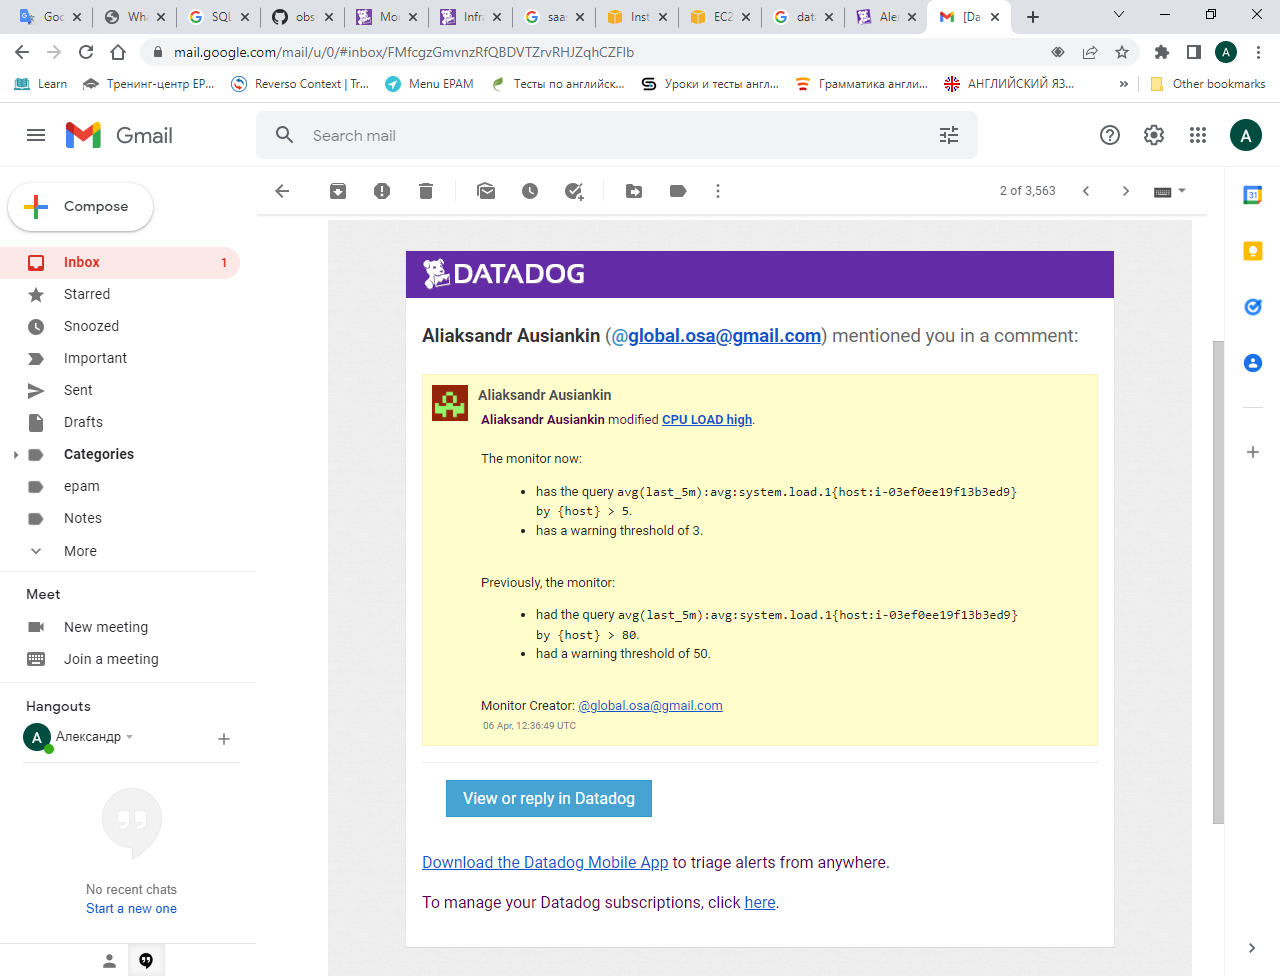 Goo
Wha
SQL
obs
Mon
Infra
saas
Inst
EC2
data
Aler
[Da
mail.google.com/mail/u/0/#inbox/FMfcgzGmvnzRfQBDVTZrvRHJZqhCZFlb
A
Learn
Тренинг-центр EP...
Reverso Context | Tr...
Menu EPAM
Тесты по английск...
Уроки и тесты англ...
Грамматика англи...
АНГЛИЙСКИЙ ЯЗ...
»
Other bookmarks
Gmail
Search mail
A
Compose
2 of 3,563
31
Inbox 1
Starred
Snoozed
Important
Sent
Drafts
Categories
epam
Notes
More
Meet
New meeting
Join a meeting
Hangouts
A
Александр
No recent chats
Start a new one
DATADOG
Aliaksandr Ausiankin (@global.osa@gmail.com) mentioned you in a comment:
Aliaksandr Ausiankin
Aliaksandr Ausiankin modified CPU LOAD high.
The monitor now:
• has the query avg(last_5m):avg:system.load.1{host:i-03ef0ee19f13b3ed9}
by {host} > 5.
• has a warning threshold of 3.
Previously, the monitor:
• had the query avg(last_5m):avg:system.load.1{host:i-03ef0ee19f13b3ed9}
by {host} > 80.
• had a warning threshold of 50.
Monitor Creator: @global.osa@gmail.com
06 Apr, 12:36:49 UTC
View or reply in Datadog
Download the Datadog Mobile App to triage alerts from anywhere.
To manage your Datadog subscriptions, click here.